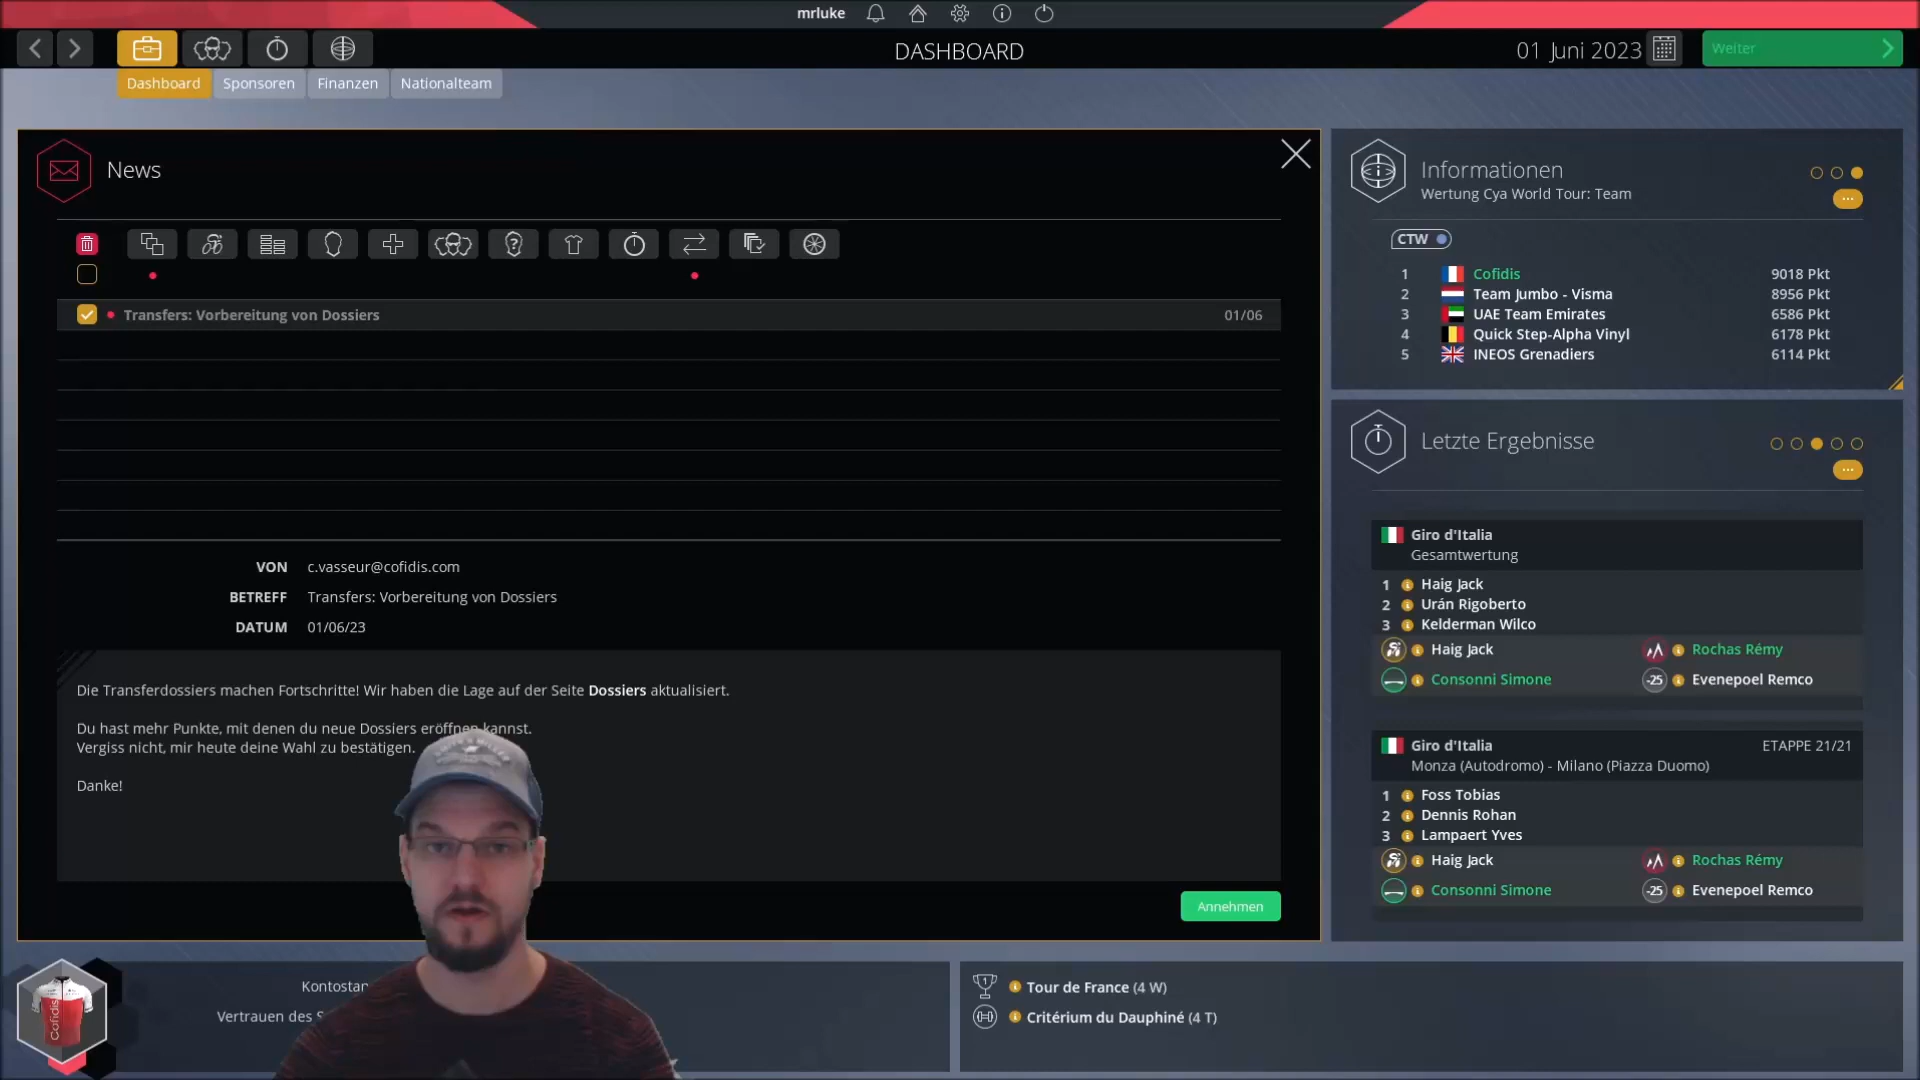 mrluke
DASHBOARD
01 Juni 2023
Weiter
Dashboard
Sponsoren
Finanzen
Nationalteam
News
Transfers: Vorbereitung von Dossiers 01/06
VON c.vasseur@cofidis.com
BETREFF Transfers: Vorbereitung von Dossiers
DATUM 01/06/23
Die Transferdossiers machen Fortschritte! Wir haben die Lage auf der Seite Dossiers aktualisiert.
Du hast mehr Punkte, mit denen du neue Dossiers eröffnen kannst.
Vergiss nicht, mir heute deine Wahl zu bestätigen.
Danke!
Annehmen
Informationen
Wertung Cya World Tour: Team
CTW
1 Cofidis 9018 Pkt
2 Team Jumbo - Visma 8956 Pkt
3 UAE Team Emirates 6586 Pkt
4 Quick Step-Alpha Vinyl 6178 Pkt
5 INEOS Grenadiers 6114 Pkt
Letzte Ergebnisse
Giro d'Italia
Gesamtwertung
1 Haig Jack
2 Urán Rigoberto
3 Kelderman Wilco
Haig Jack Rochas Rémy
Consonni Simone -25 Evenepoel Remco
Giro d'Italia ETAPPE 21/21
Monza (Autodromo) - Milano (Piazza Duomo)
1 Foss Tobias
2 Dennis Rohan
3 Lampaert Yves
Haig Jack Rochas Rémy
Consonni Simone -25 Evenepoel Remco
Cofidis
Vertrauen des
1 Tour de France (4 W)
Critérium du Dauphiné (4 T)